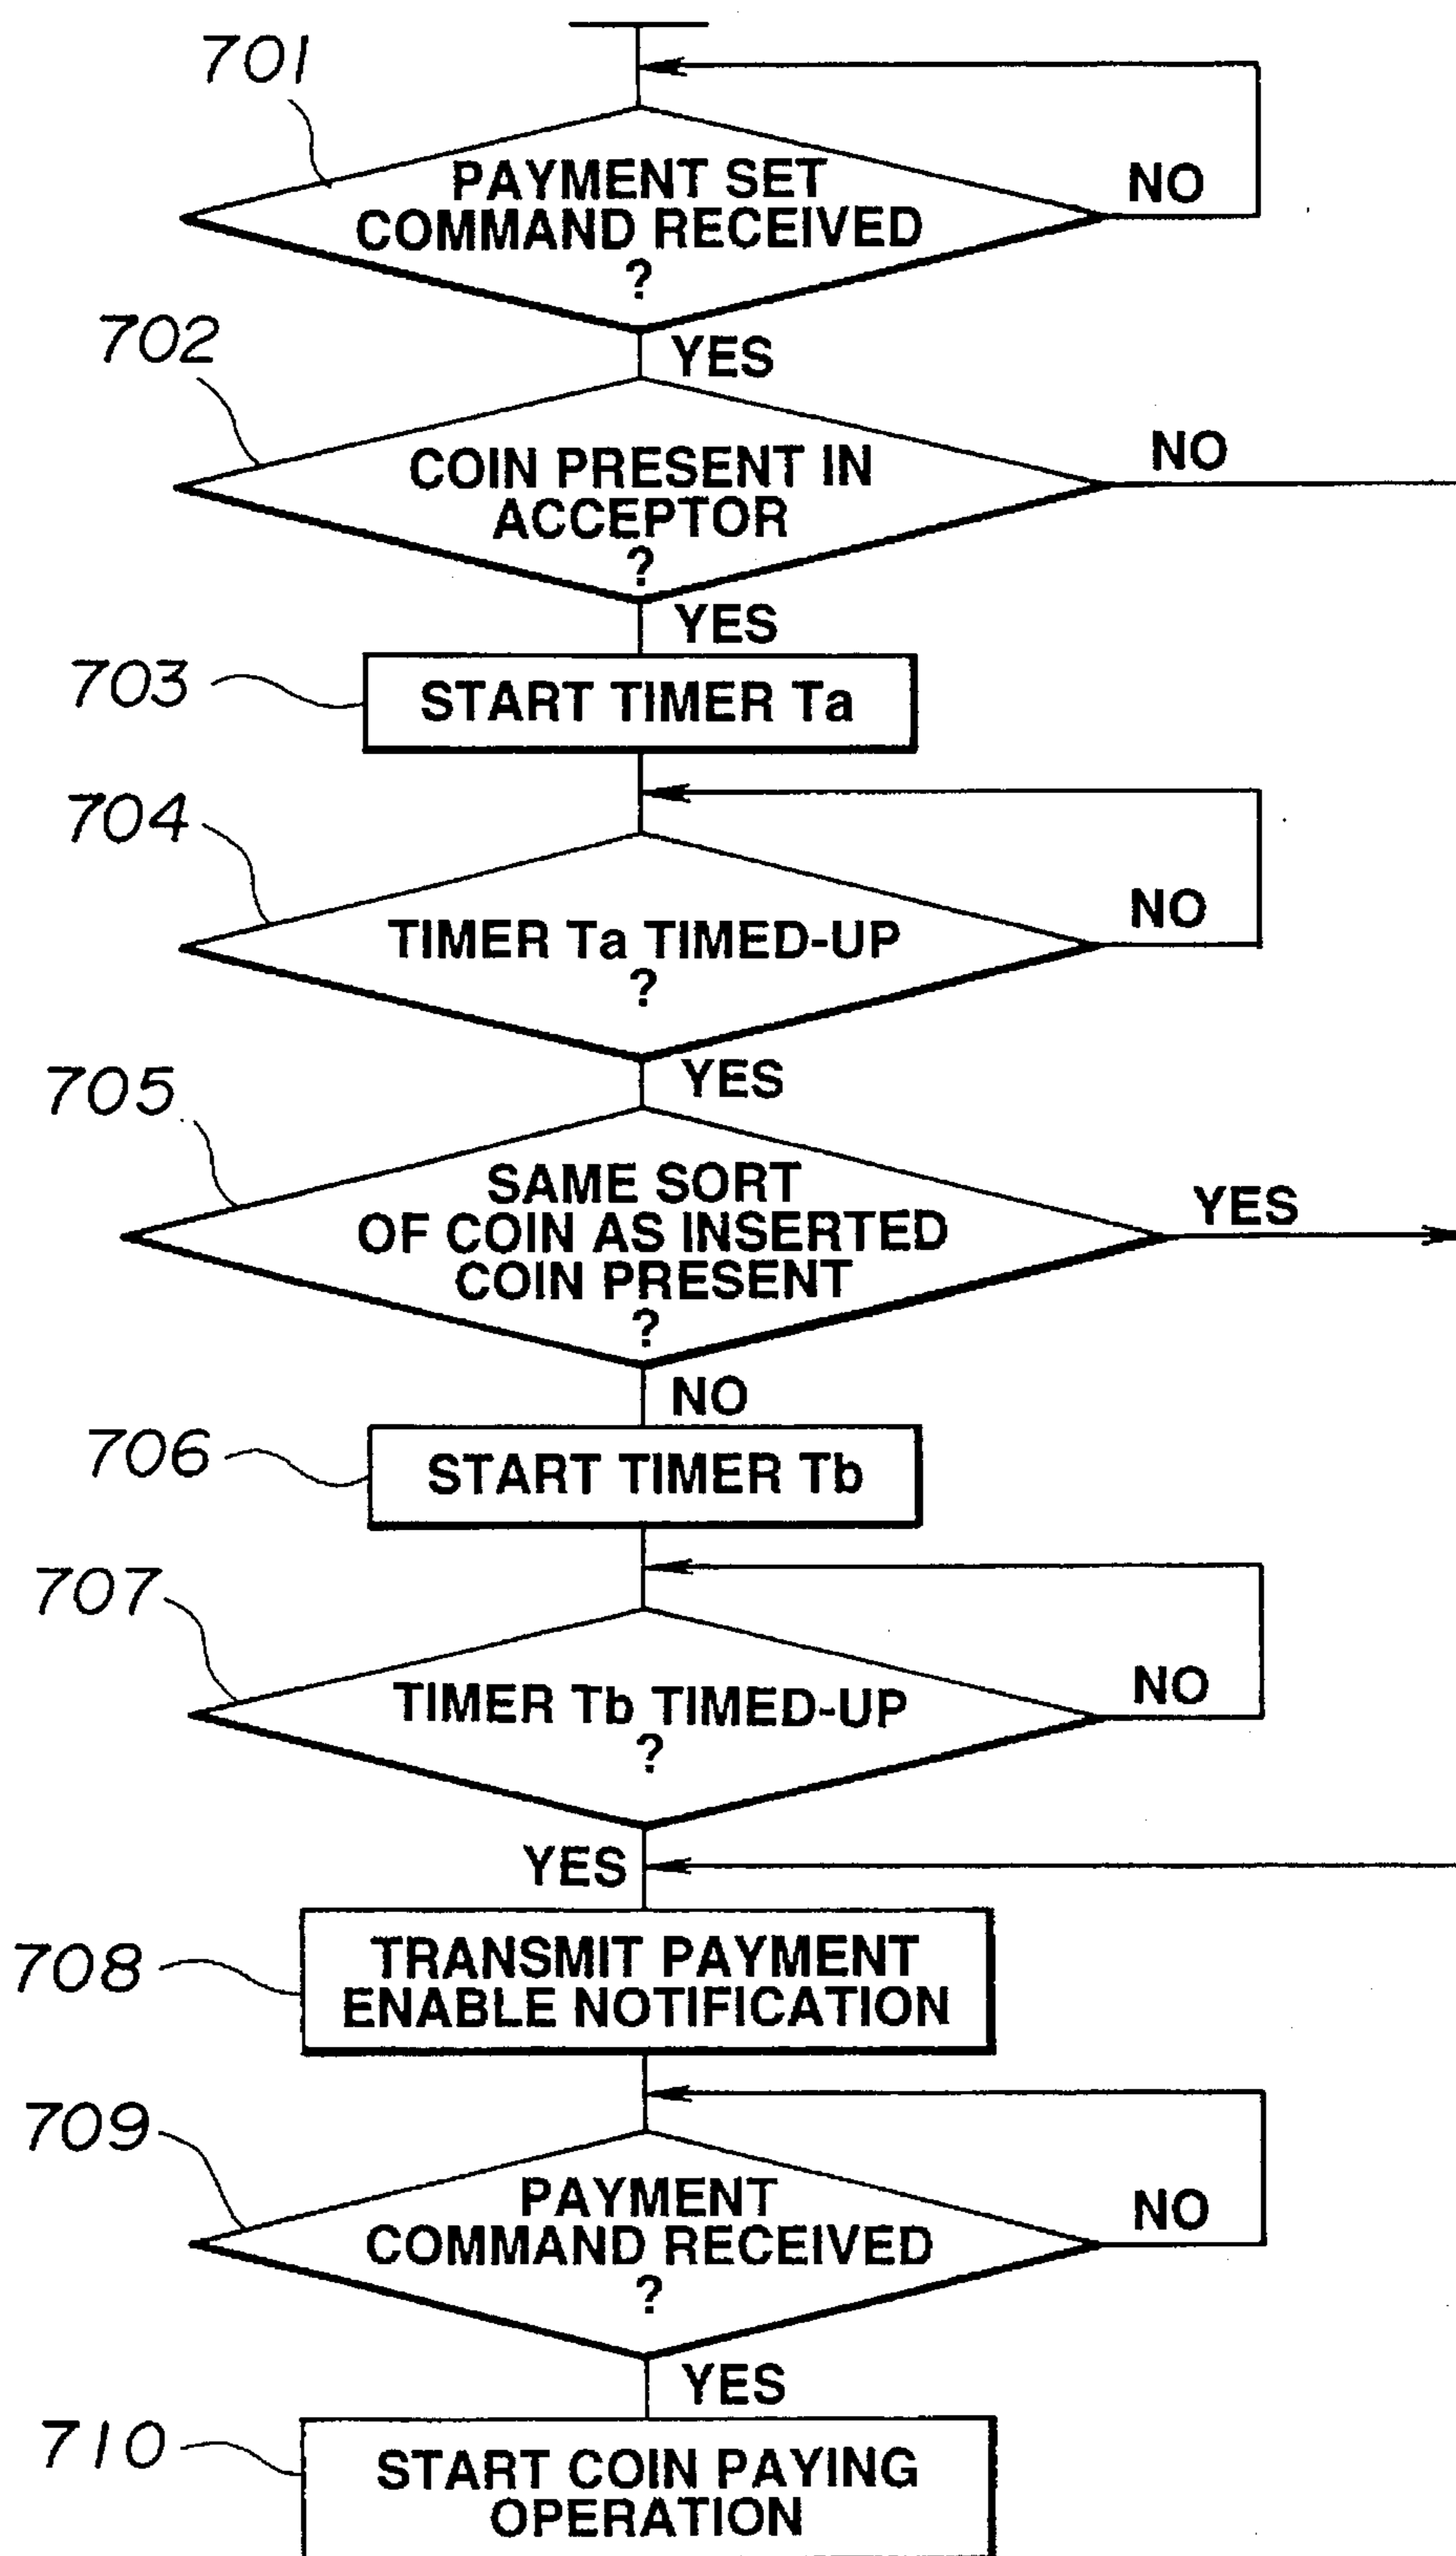 701
PAYMENT SET
COMMAND RECEIVED
?
NO
YES
702
COIN PRESENT IN
ACCEPTOR
?
NO
YES
703
START TIMER Ta
704
TIMER Ta TIMED-UP
?
NO
YES
705
SAME SORT
OF COIN AS INSERTED
COIN PRESENT
?
YES
NO
706
START TIMER Tb
707
TIMER Tb TIMED-UP
?
NO
YES
708
TRANSMIT PAYMENT
ENABLE NOTIFICATION
709
PAYMENT
COMMAND RECEIVED
?
NO
YES
710
START COIN PAYING
OPERATION